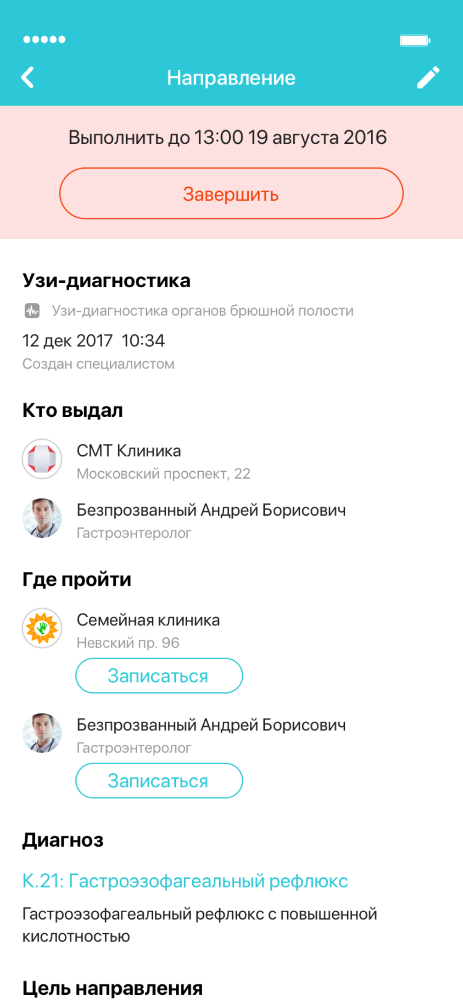 Направление
Выполнить до 13:00 19 августа 2016
Завершить
Узи-диагностика
Узи-диагностика органов брюшной полости
12 дек 2017 10:34
Создан специалистом
Кто выдал
СМТ Клиника
Московский проспект, 22
Безпрозванный Андрей Борисович
Гастроэнтеролог
Где пройти
Семейная клиника
Невский пр. 96
Записаться
Безпрозванный Андрей Борисович
Гастроэнтеролог
Записаться
Диагноз
К.21: Гастроэзофагеальный рефлюкс
Гастроэзофагеальный рефлюкс с повышенной
кислотностью
Цель направления